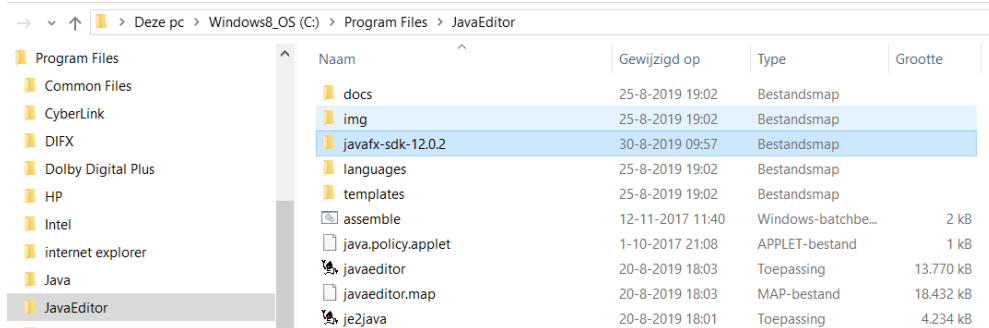 Deze pc > Windows8_OS (C:) > Program Files > JavaEditor
Program Files
Common Files
CyberLink
DIFX
Dolby Digital Plus
HP
Intel
internet explorer
Java
JavaEditor
Naam Gewijzigd op Type Grootte
docs 25-8-2019 19:02 Bestandsmap
img 25-8-2019 19:02 Bestandsmap
javafx-sdk-12.0.2 30-8-2019 09:57 Bestandsmap
languages 25-8-2019 19:02 Bestandsmap
templates 25-8-2019 19:02 Bestandsmap
assemble 12-11-2017 11:40 Windows-batchbe... 2 kB
java.policy.applet 1-10-2017 21:08 APPLET-bestand 1 kB
javaeditor 20-8-2019 18:03 Toepassing 13.770 kB
javaeditor.map 20-8-2019 18:03 MAP-bestand 18.432 kB
je2java 20-8-2019 18:01 Toepassing 4.234 kB